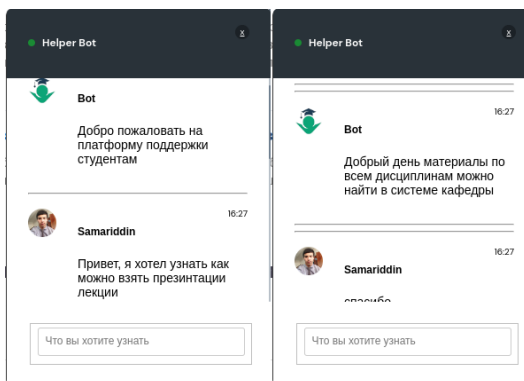 Helper Bot
x
Bot
Добро пожаловать на
платформу поддержки
студентам
16:27
Samariddin
Привет, я хотел узнать как
можно взять презинтации
лекции
Что вы хотите узнать
Helper Bot
x
16:27
Bot
Добрый день материалы по
всем дисциплинам можно
найти в системе кафедры
16:27
Samariddin
спасибо
Что вы хотите узнать